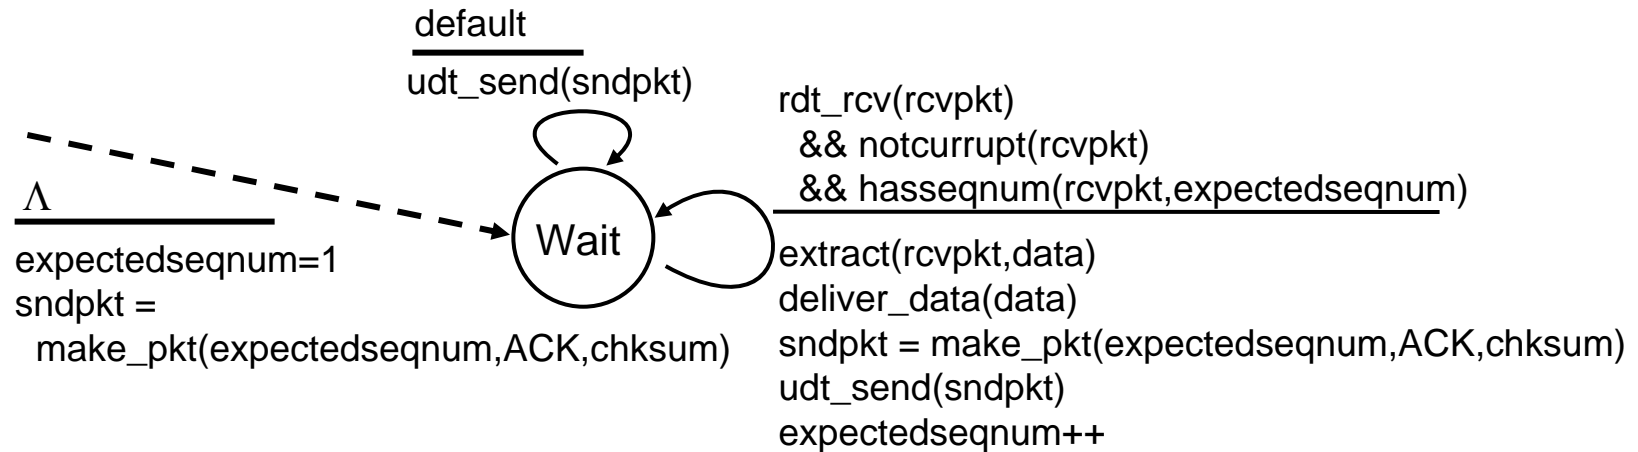 default
udt_send(sndpkt)
rdt_rcv(rcvpkt)
&& notcurrupt(rcvpkt)
&& hasseqnum(rcvpkt,expectedseqnum)
Λ
Wait
expectedseqnum=1
sndpkt =
make_pkt(expectedseqnum,ACK,chksum)
extract(rcvpkt,data)
deliver_data(data)
sndpkt = make_pkt(expectedseqnum,ACK,chksum)
udt_send(sndpkt)
expectedseqnum++